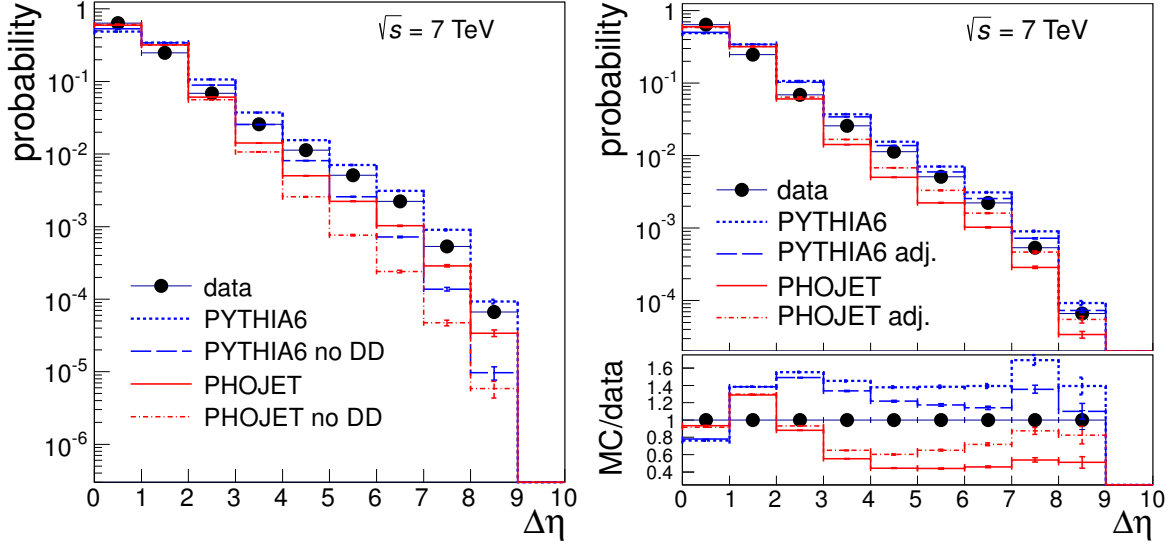 √s = 7 TeV
probability
1
10⁻¹
10⁻²
10⁻³
10⁻⁴
10⁻⁵
10⁻⁶
data
PYTHIA6
PYTHIA6 no DD
PHOJET
PHOJET no DD
0 1 2 3 4 5 6 7 8 9 10
Δη
√s = 7 TeV
probability
1
10⁻¹
10⁻²
10⁻³
10⁻⁴
data
PYTHIA6
PYTHIA6 adj.
PHOJET
PHOJET adj.
MC/data
1.6
1.4
1.2
1
0.8
0.6
0.4
0 1 2 3 4 5 6 7 8 9 10
Δη